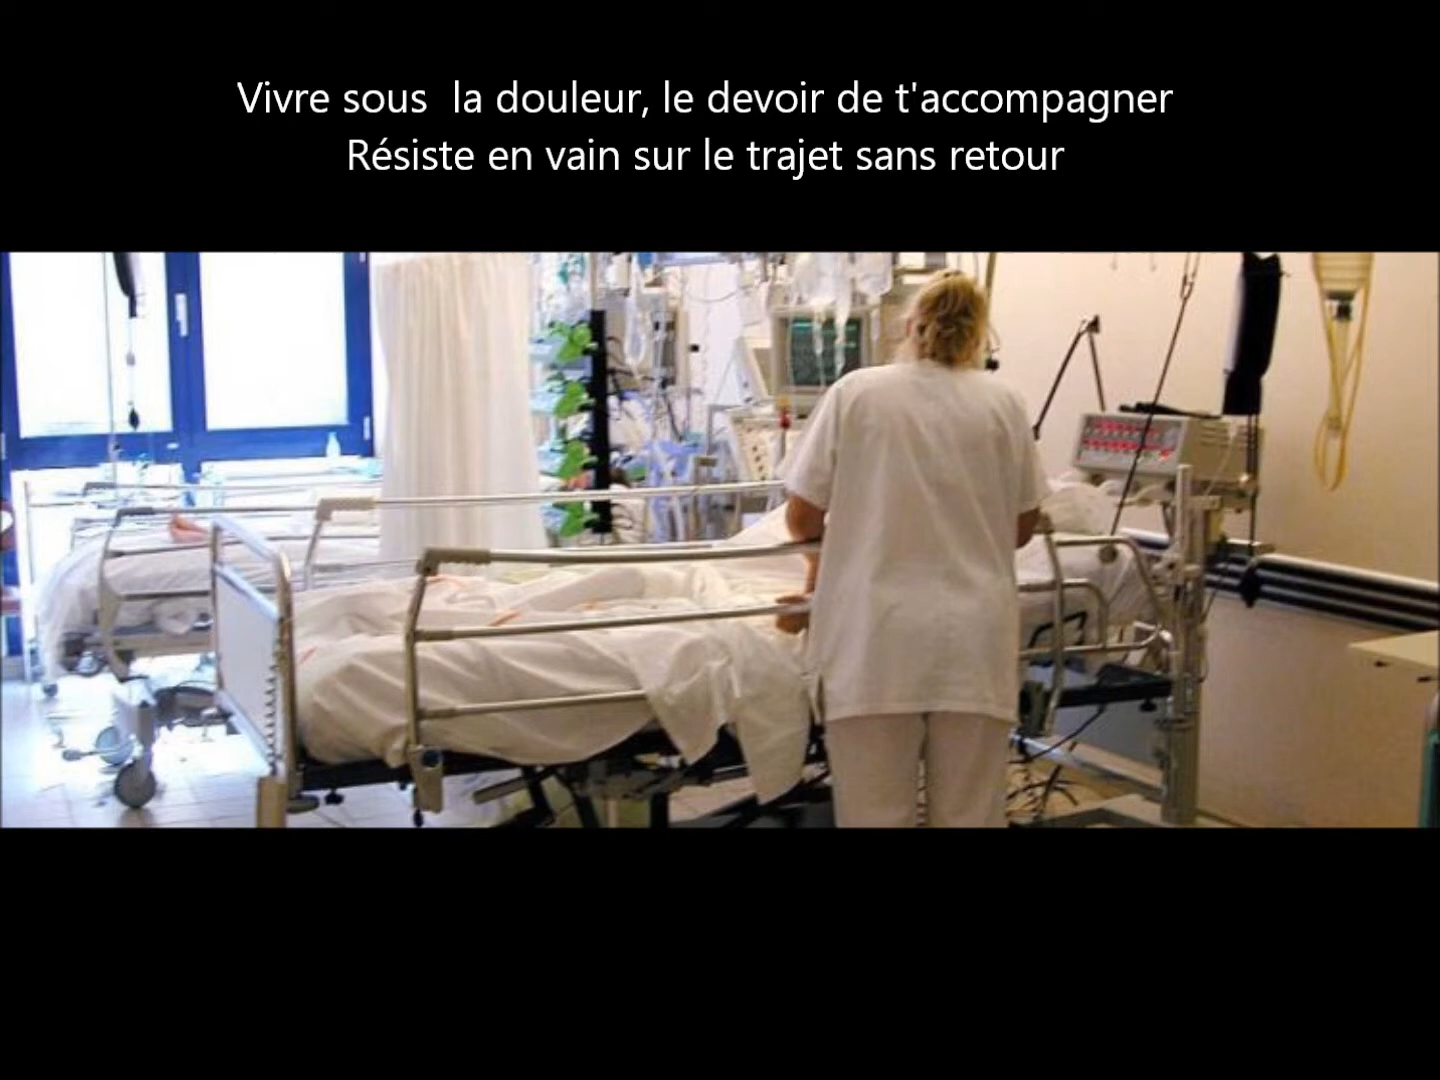 Vivre sous  la douleur, le devoir de t'accompagner
Résiste en vain sur le trajet sans retour